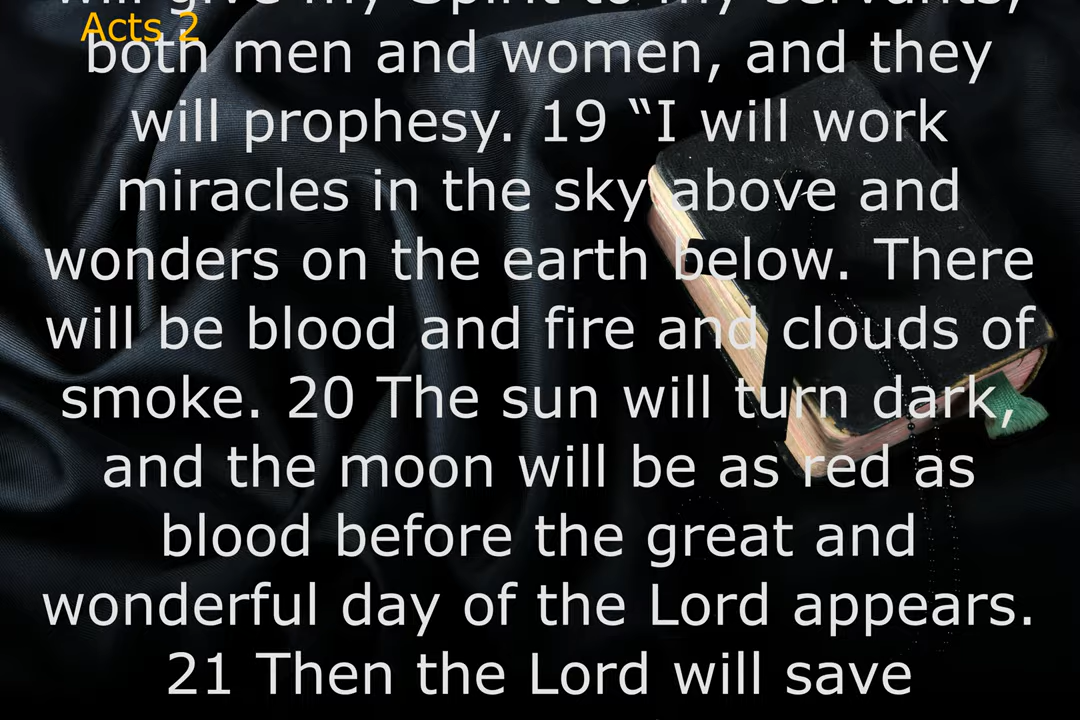 will give my Spirit to my servants,
Acts 2
both men and women, and they
will prophesy. 19 “I will work
miracles in the sky above and
wonders on the earth below. There
will be blood and fire and clouds of
smoke. 20 The sun will turn dark,
and the moon will be as red as
blood before the great and
wonderful day of the Lord appears.
21 Then the Lord will save